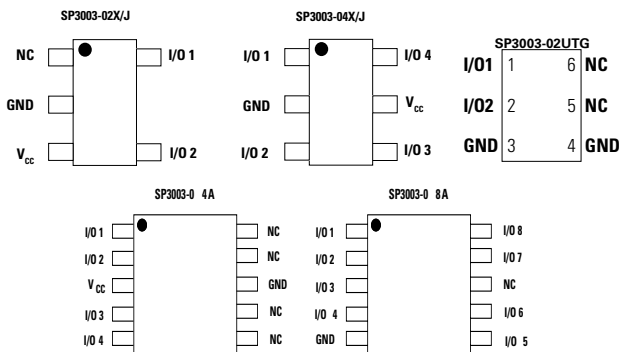 SP3003-02X/J
NC I/O 1
GND
Vcc I/O 2
SP3003-04X/J
I/O 1 I/O 4
GND Vcc
I/O 2 I/O 3
SP3003-02UTG
I/O1 1 6 NC
I/O2 2 5 NC
GND 3 4 GND
SP3003-0 4A
I/O 1 NC
I/O 2 NC
V CC GND
I/O 3 NC
I/O 4 NC
SP3003-0 8A
I/O 1 I/O 8
I/O 2 I/O 7
I/O 3 NC
I/O 4 I/O 6
GND I/O 5